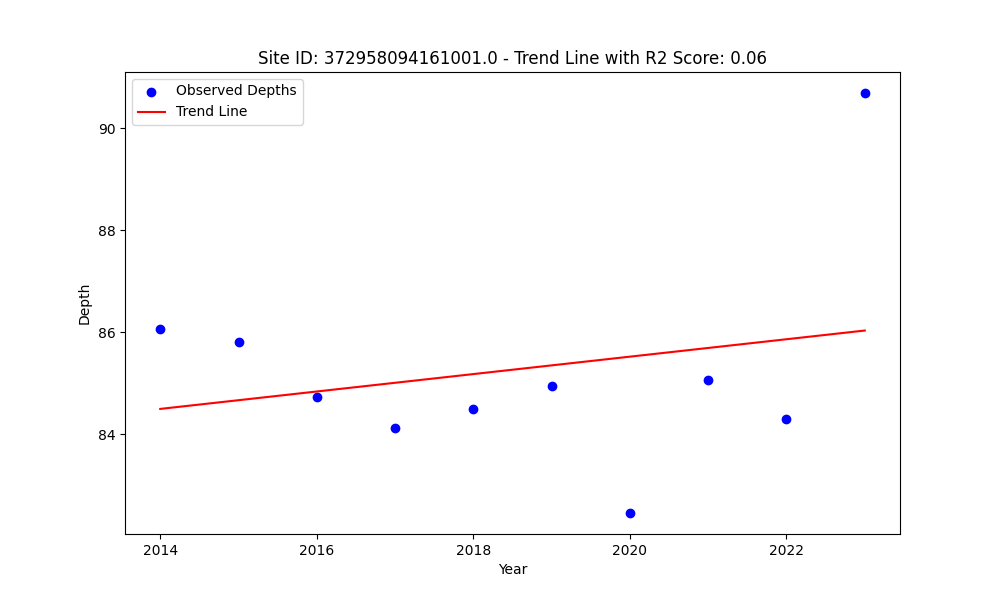 Site ID: 372958094161001.0 - Trend Line with R2 Score: 0.06
Observed Depths
Trend Line
90
88
86
84
Depth
2014
2016
2018
2020
2022
Year